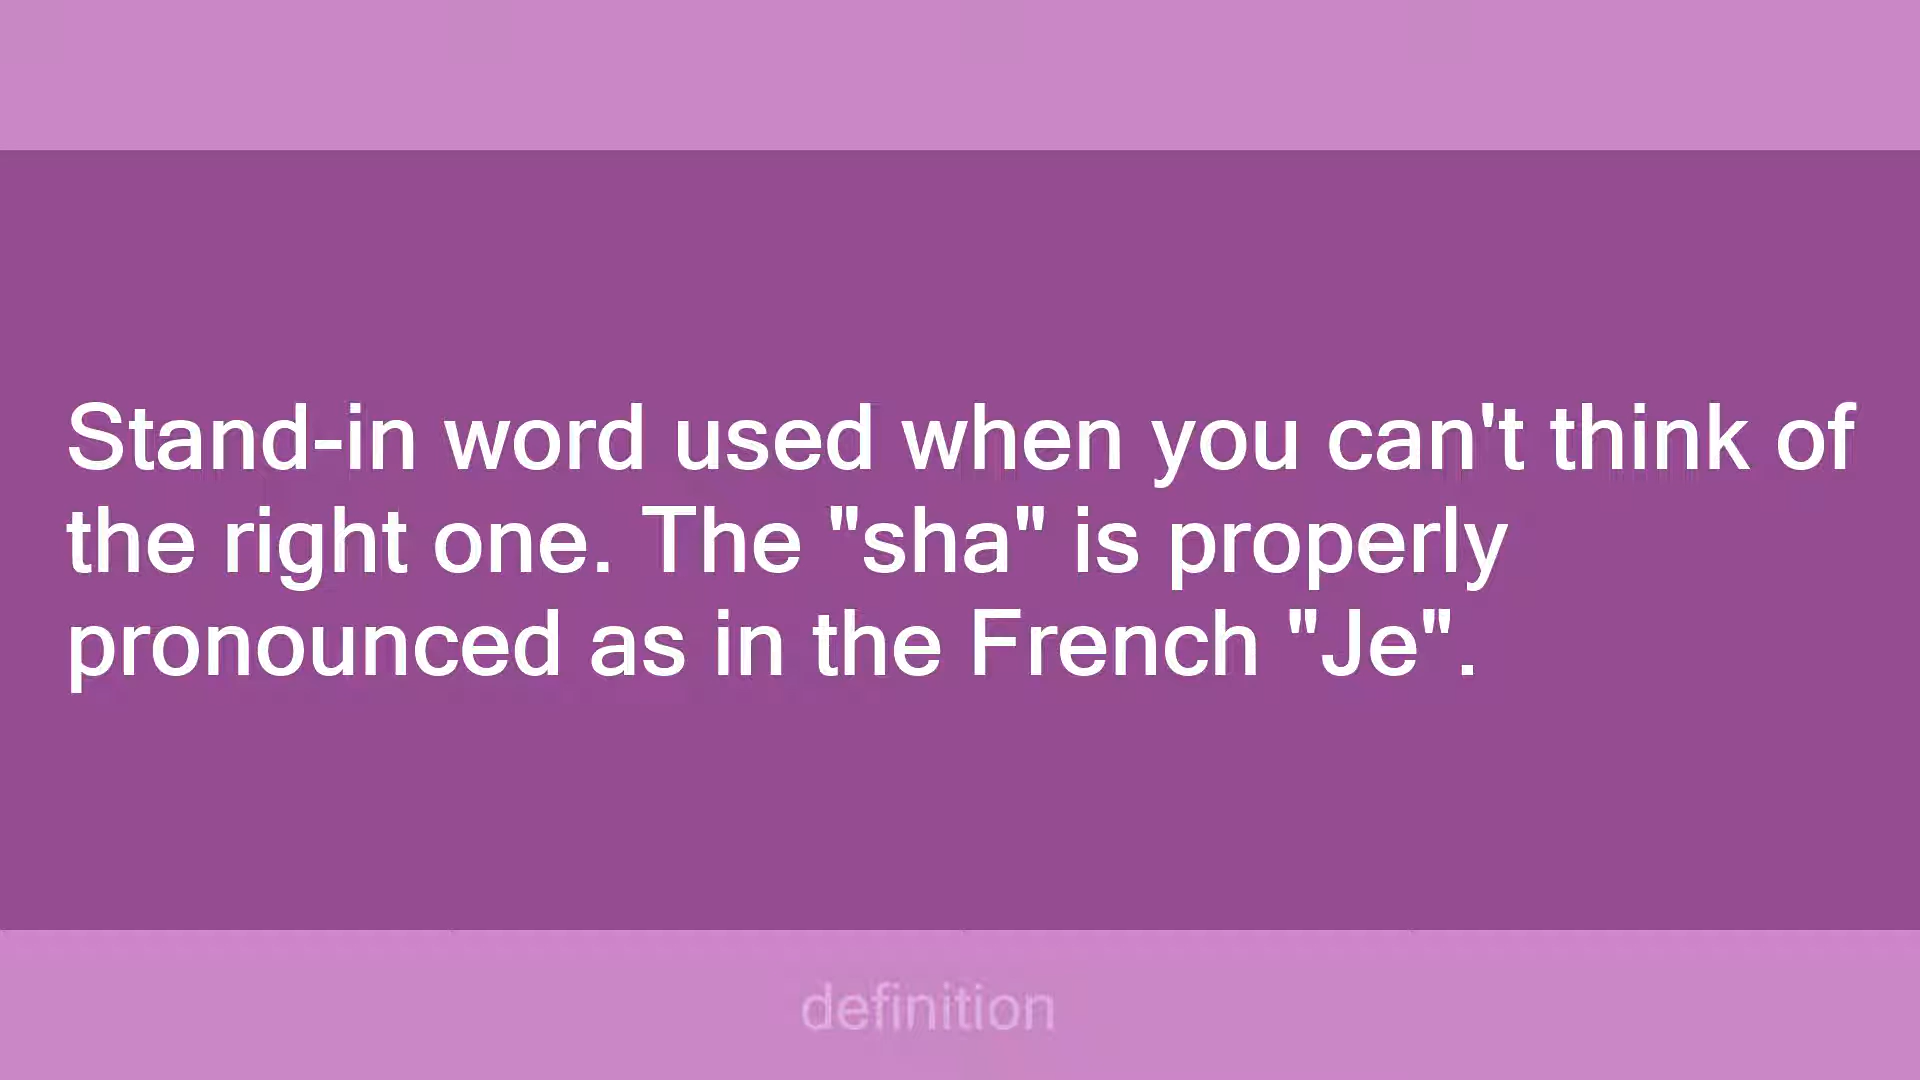 Stand-in word used when you can't think of
the right one. The "sha" is properly
pronounced as in the French "Je".
definition